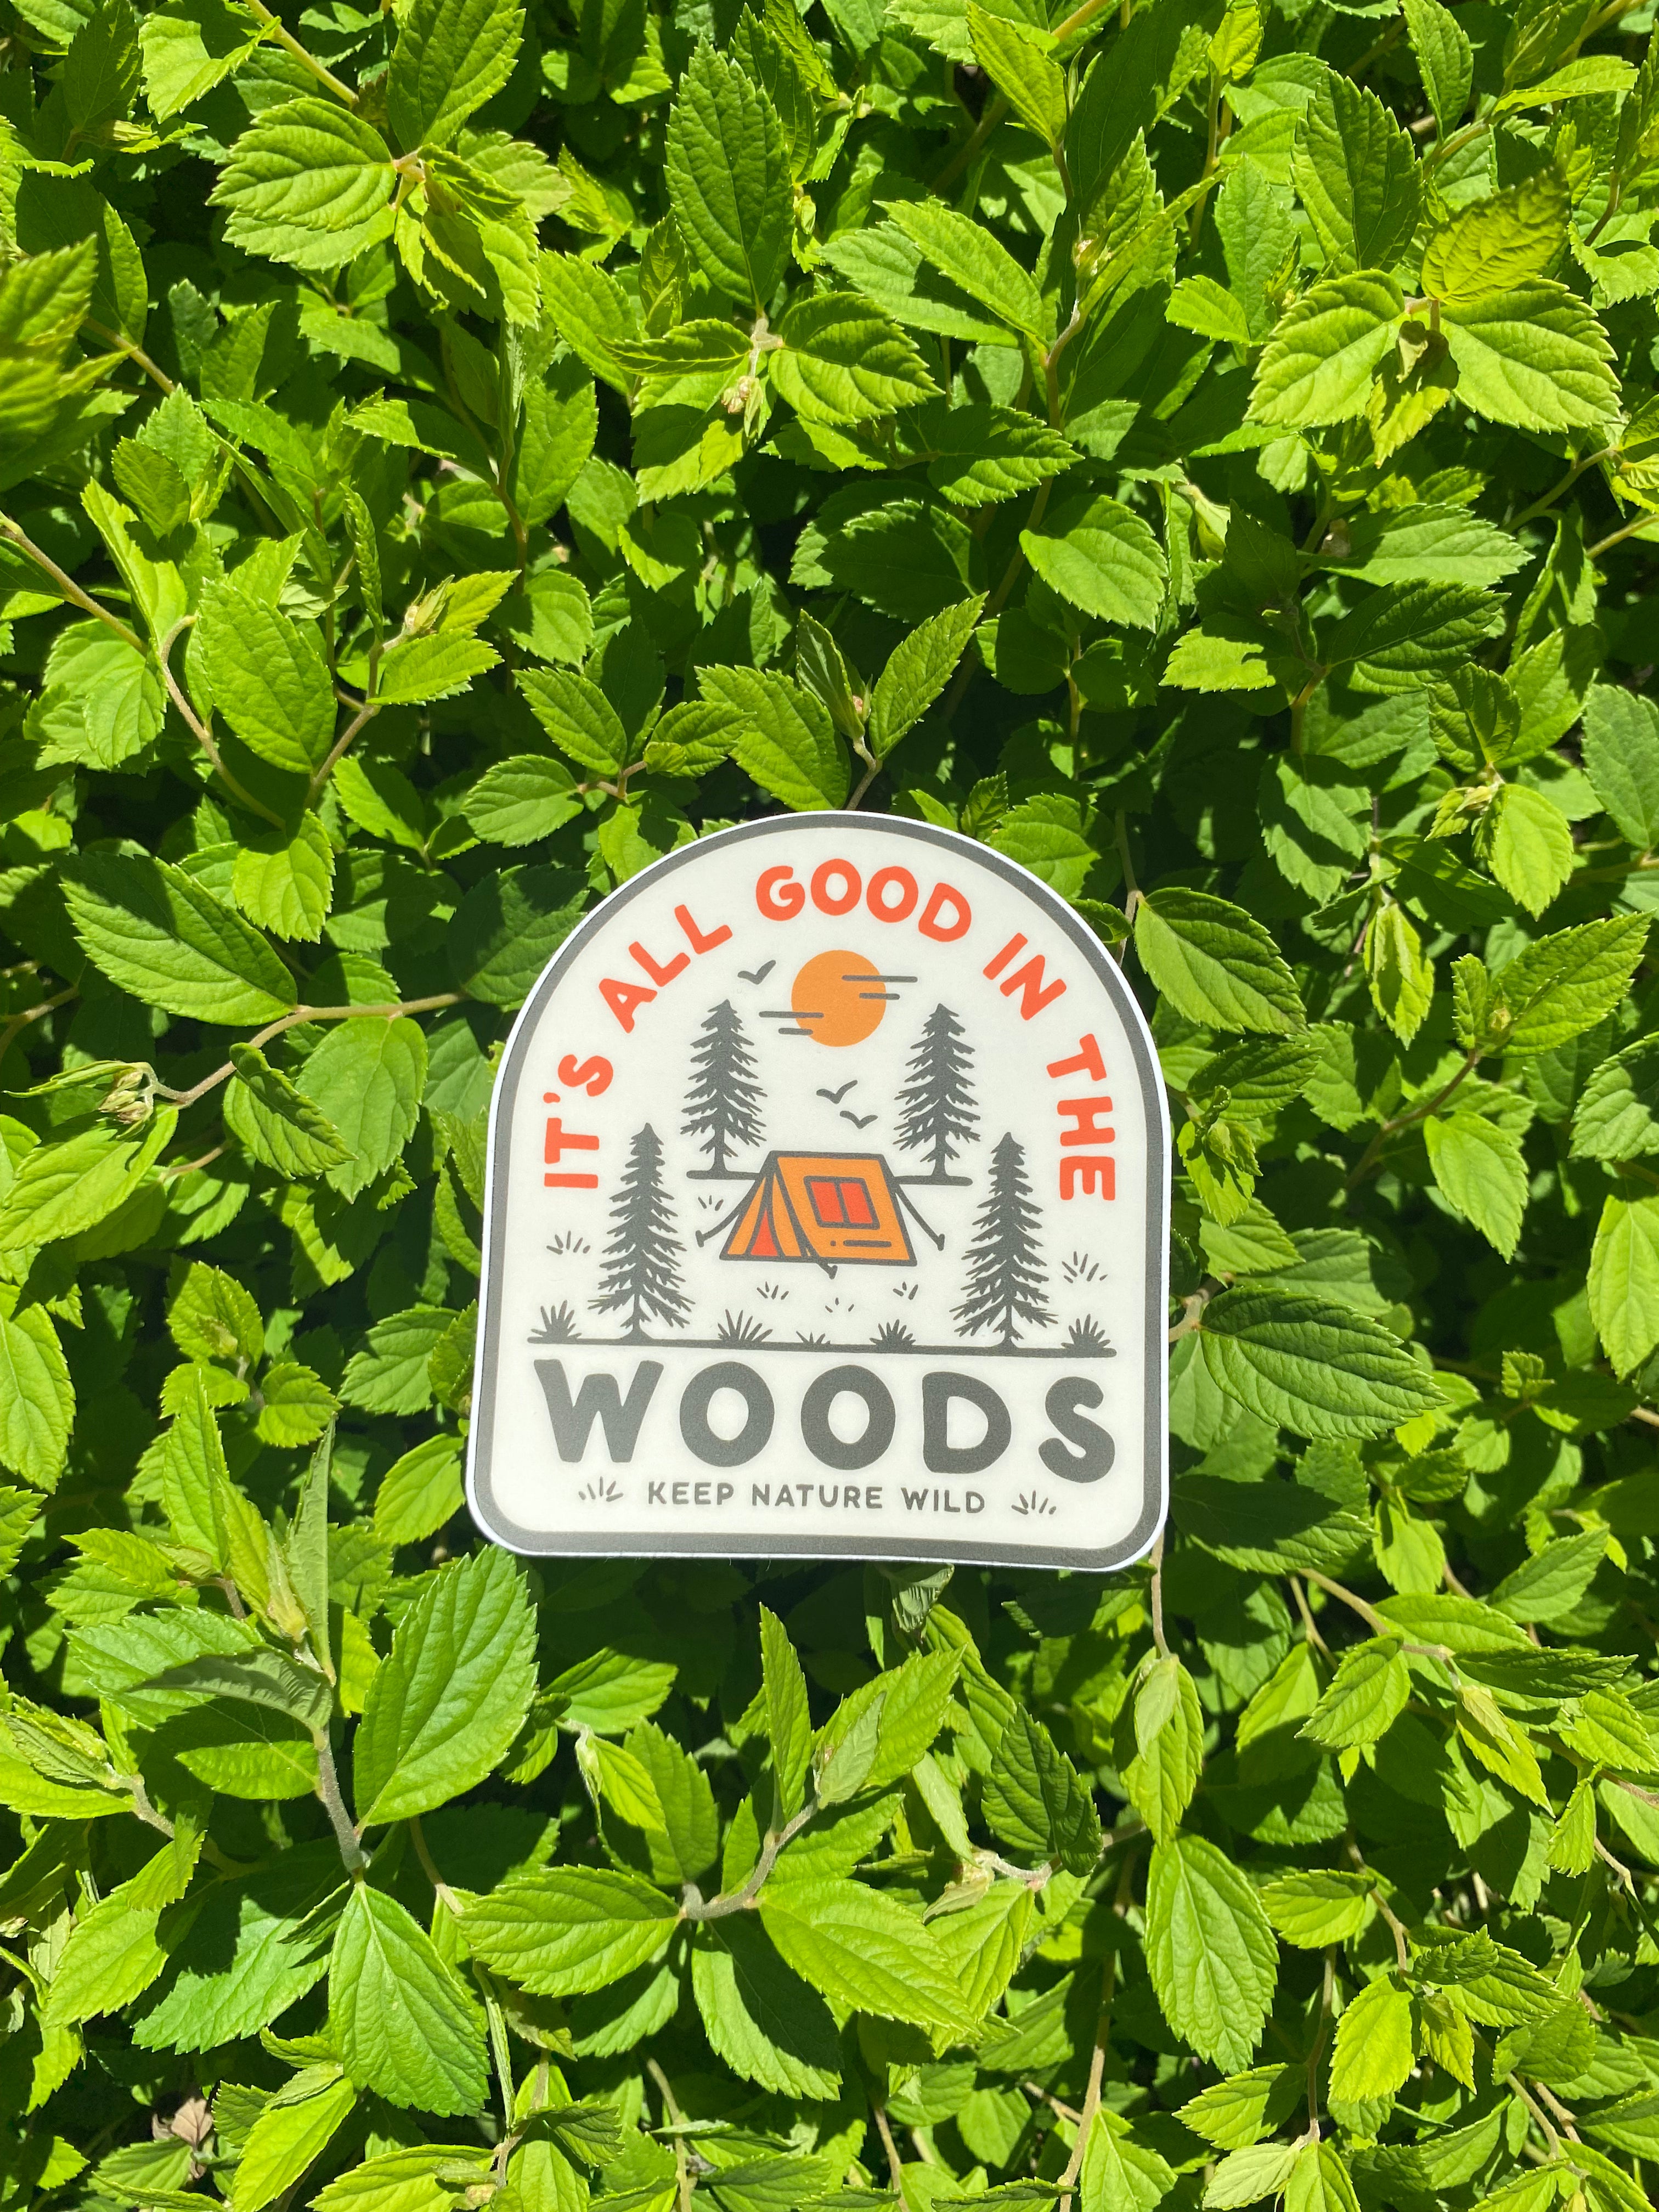 IT'S ALL GOOD IN THE
WOODS
KEEP NATURE WILD